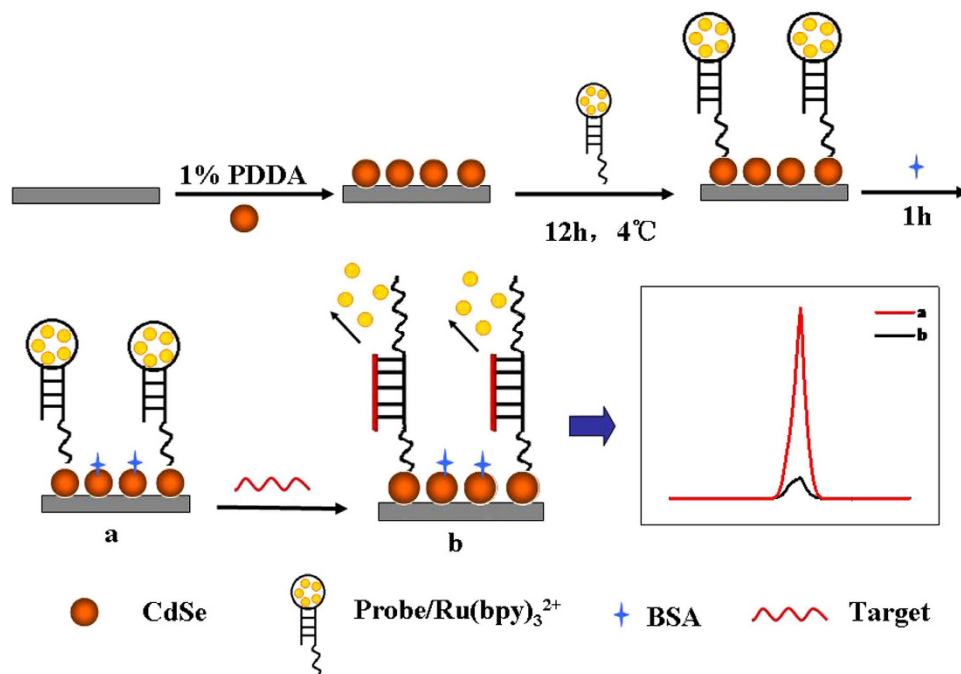 1% PDDA
12h, 4℃
1h
a
b
a
b
CdSe
Probe/Ru(bpy)₃²⁺
BSA
Target